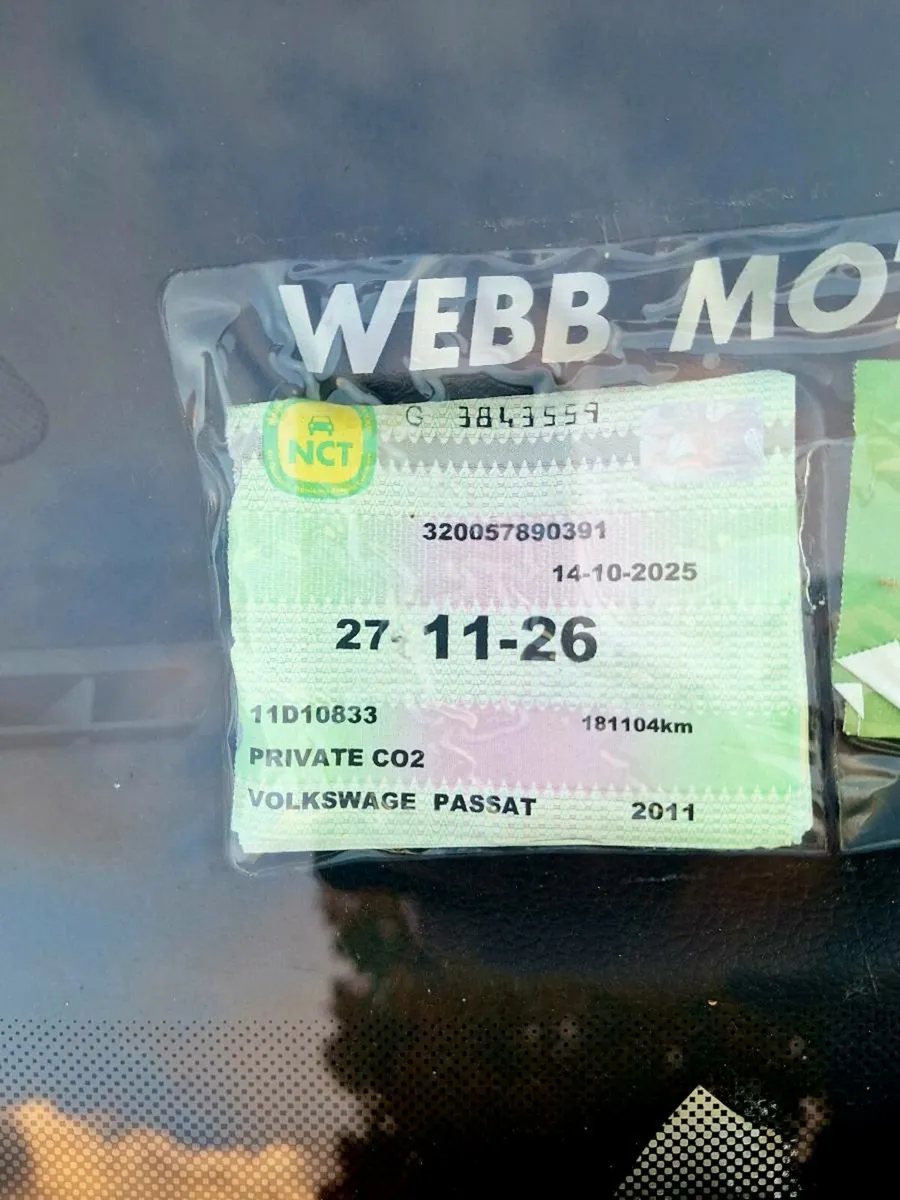 WEBB MO
G 3843559
NCT
320057890391
14-10-2025
27- 11-26
11D10833 181104km
PRIVATE CO2
VOLKSWAGE PASSAT 2011